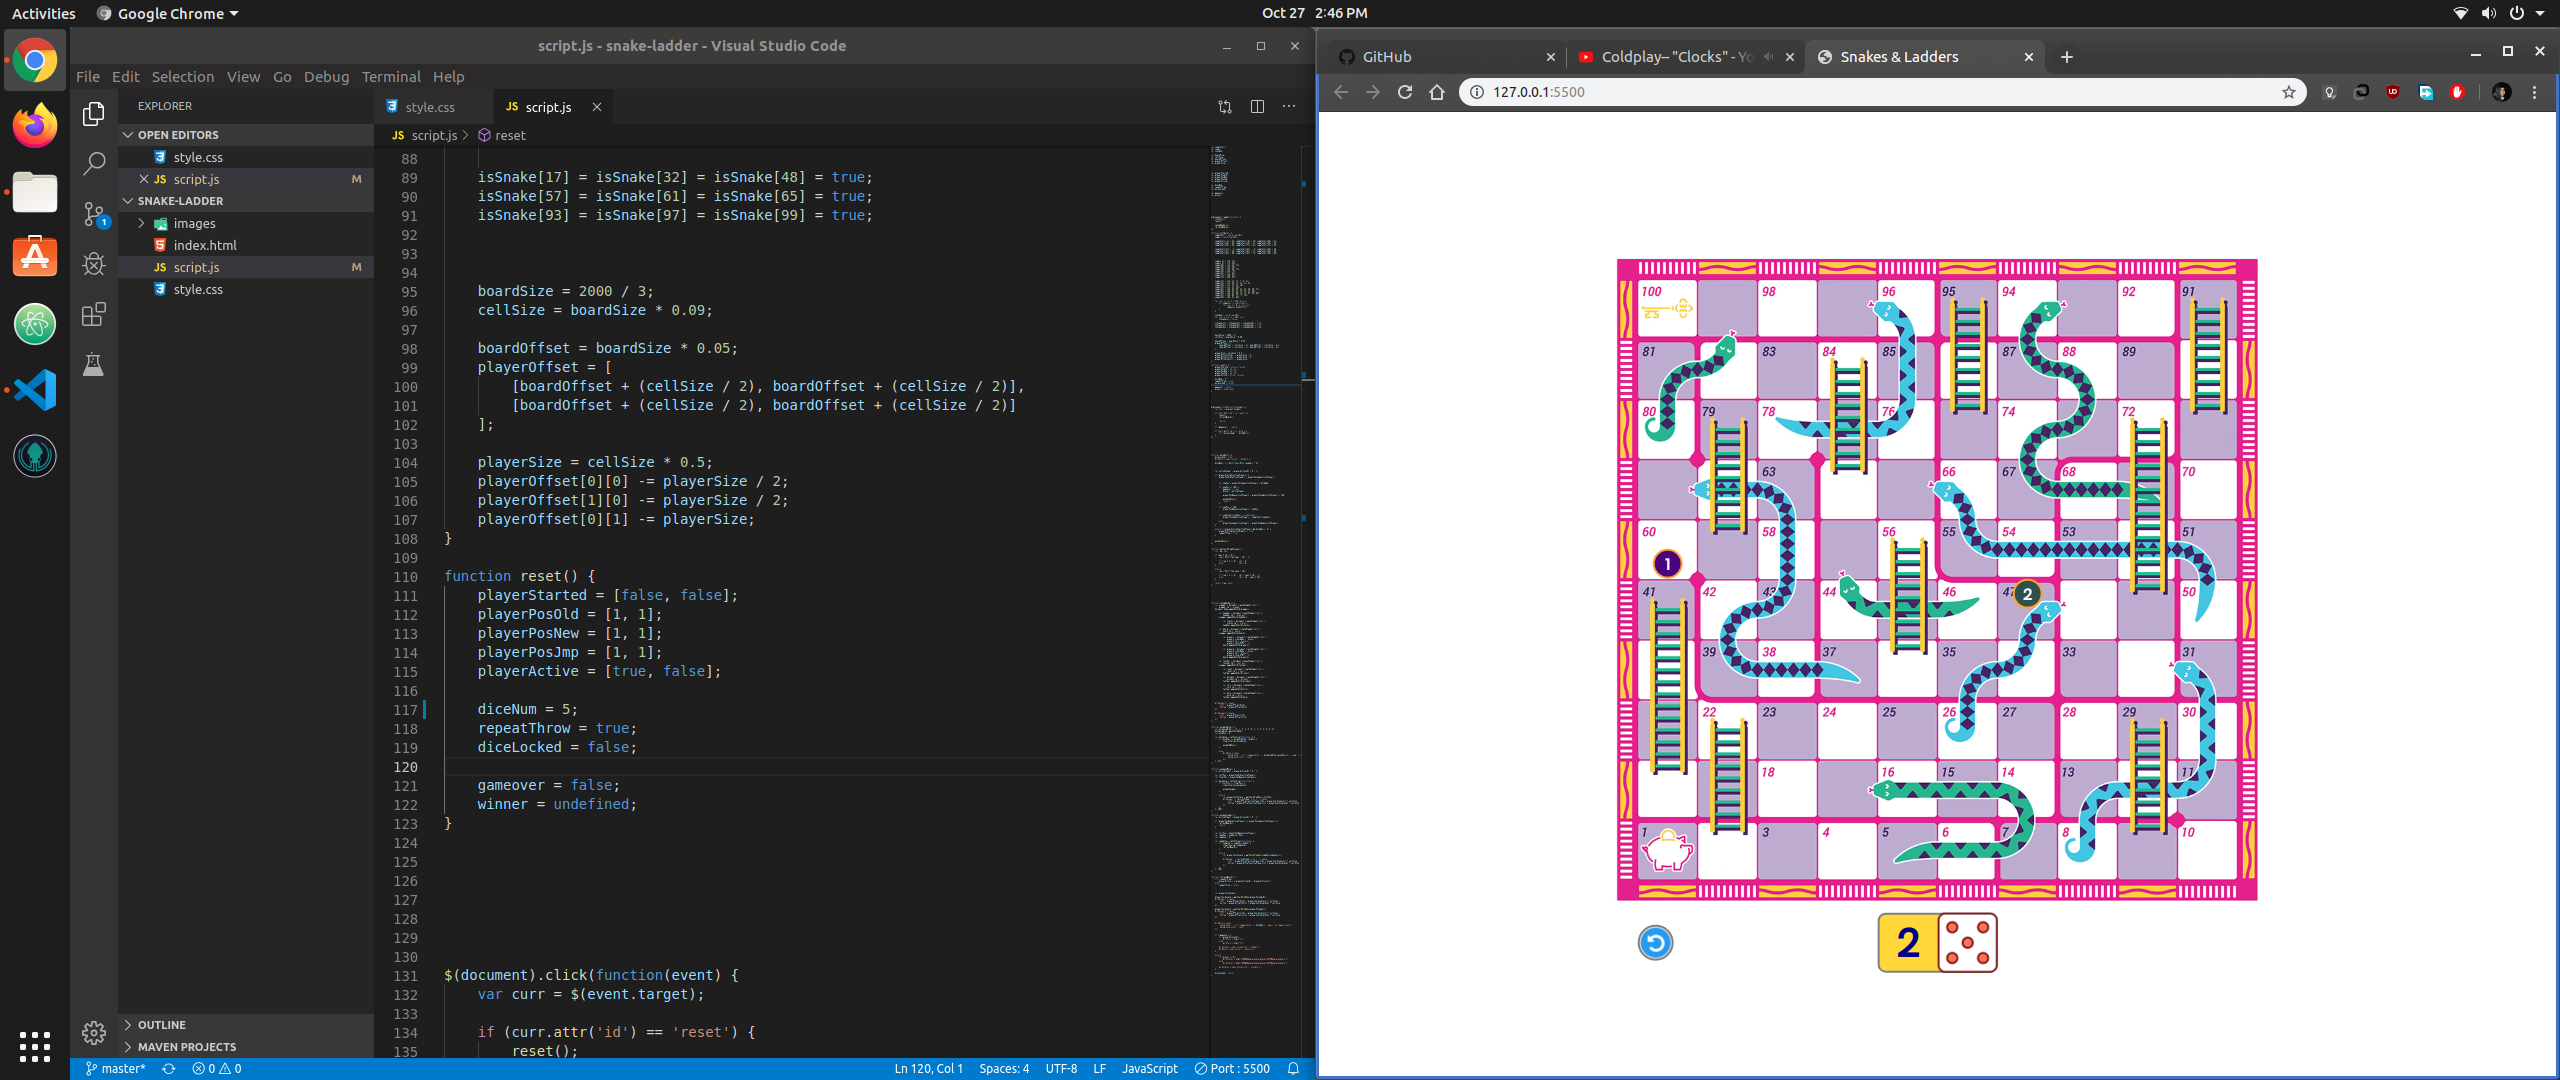 Activities
Google Chrome
Oct 27 2:46 PM
script.js - snake-ladder - Visual Studio Code
File Edit Selection View Go Debug Terminal Help
EXPLORER
OPEN EDITORS
style.css
JS script.js M
SNAKE-LADDER
images
index.html
JS script.js M
style.css
OUTLINE
MAVEN PROJECTS
style.css
JS script.js
JS script.js > reset
88
89 isSnake[17] = isSnake[32] = isSnake[48] = true;
90 isSnake[57] = isSnake[61] = isSnake[65] = true;
91 isSnake[93] = isSnake[97] = isSnake[99] = true;
92
93
94
95 boardSize = 2000 / 3;
96 cellSize = boardSize * 0.09;
97
98 boardOffset = boardSize * 0.05;
99 playerOffset = [
100 [boardOffset + (cellSize / 2), boardOffset + (cellSize / 2)],
101 [boardOffset + (cellSize / 2), boardOffset + (cellSize / 2)]
102 ];
103
104 playerSize = cellSize * 0.5;
105 playerOffset[0][0] -= playerSize / 2;
106 playerOffset[1][0] -= playerSize / 2;
107 playerOffset[0][1] -= playerSize;
108 }
109
110 function reset() {
111 playerStarted = [false, false];
112 playerPosOld = [1, 1];
113 playerPosNew = [1, 1];
114 playerPosJmp = [1, 1];
115 playerActive = [true, false];
116
117 diceNum = 5;
118 repeatThrow = true;
119 diceLocked = false;
120
121 gameover = false;
122 winner = undefined;
123 }
124
125
126
127
128
129
130
131 $(document).click(function(event) {
132 var curr = $(event.target);
133
134 if (curr.attr('id') == 'reset') {
135 reset();
master* 0 0
Ln 120, Col 1 Spaces: 4 UTF-8 LF JavaScript Port : 5500
GitHub
Coldplay-- "Clocks" - Yo
Snakes & Ladders
127.0.0.1:5500
100 98 96 95 94 92 91
81 83 84 85 87 88 89
80 79 78 76 74 72
63 66 67 68 70
60 58 56 55 54 53 51
1
41 42 43 44 46 47 2 50
39 38 37 35 33 31
22 23 24 25 26 27 28 29 30
18 16 15 14 13 11
1 3 4 5 6 7 8 10
2